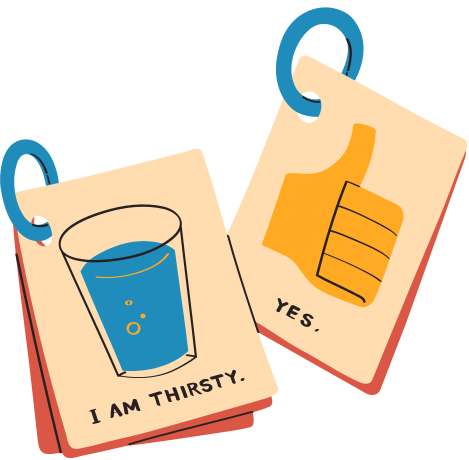 I AM THIRSTY.
YES.